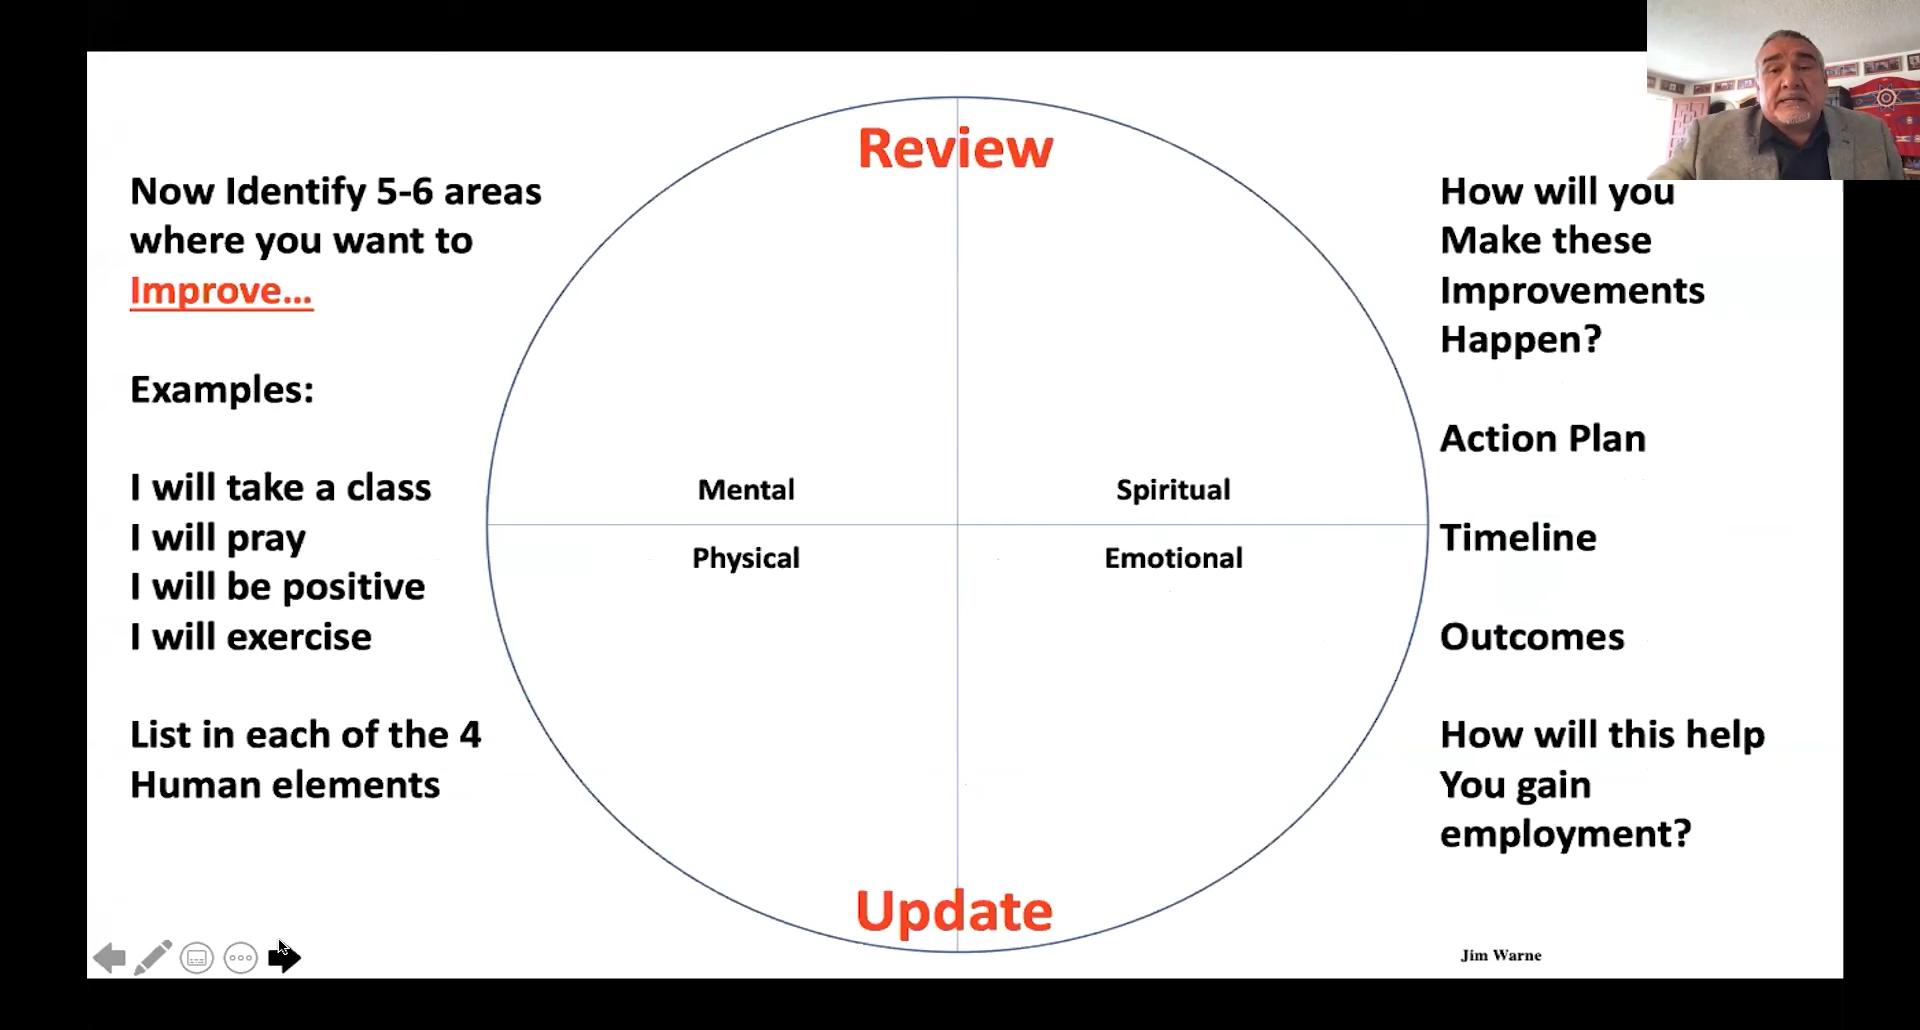 Review
Now Identify 5-6 areas
where you want to
Improve...
Examples:
I will take a class
I will pray
I will be positive
I will exercise
List in each of the 4
Human elements
Mental
Spiritual
Physical
Emotional
How will you
Make these
Improvements
Happen?
Action Plan
Timeline
Outcomes
How will this help
You gain
employment?
Update
Jim Warne